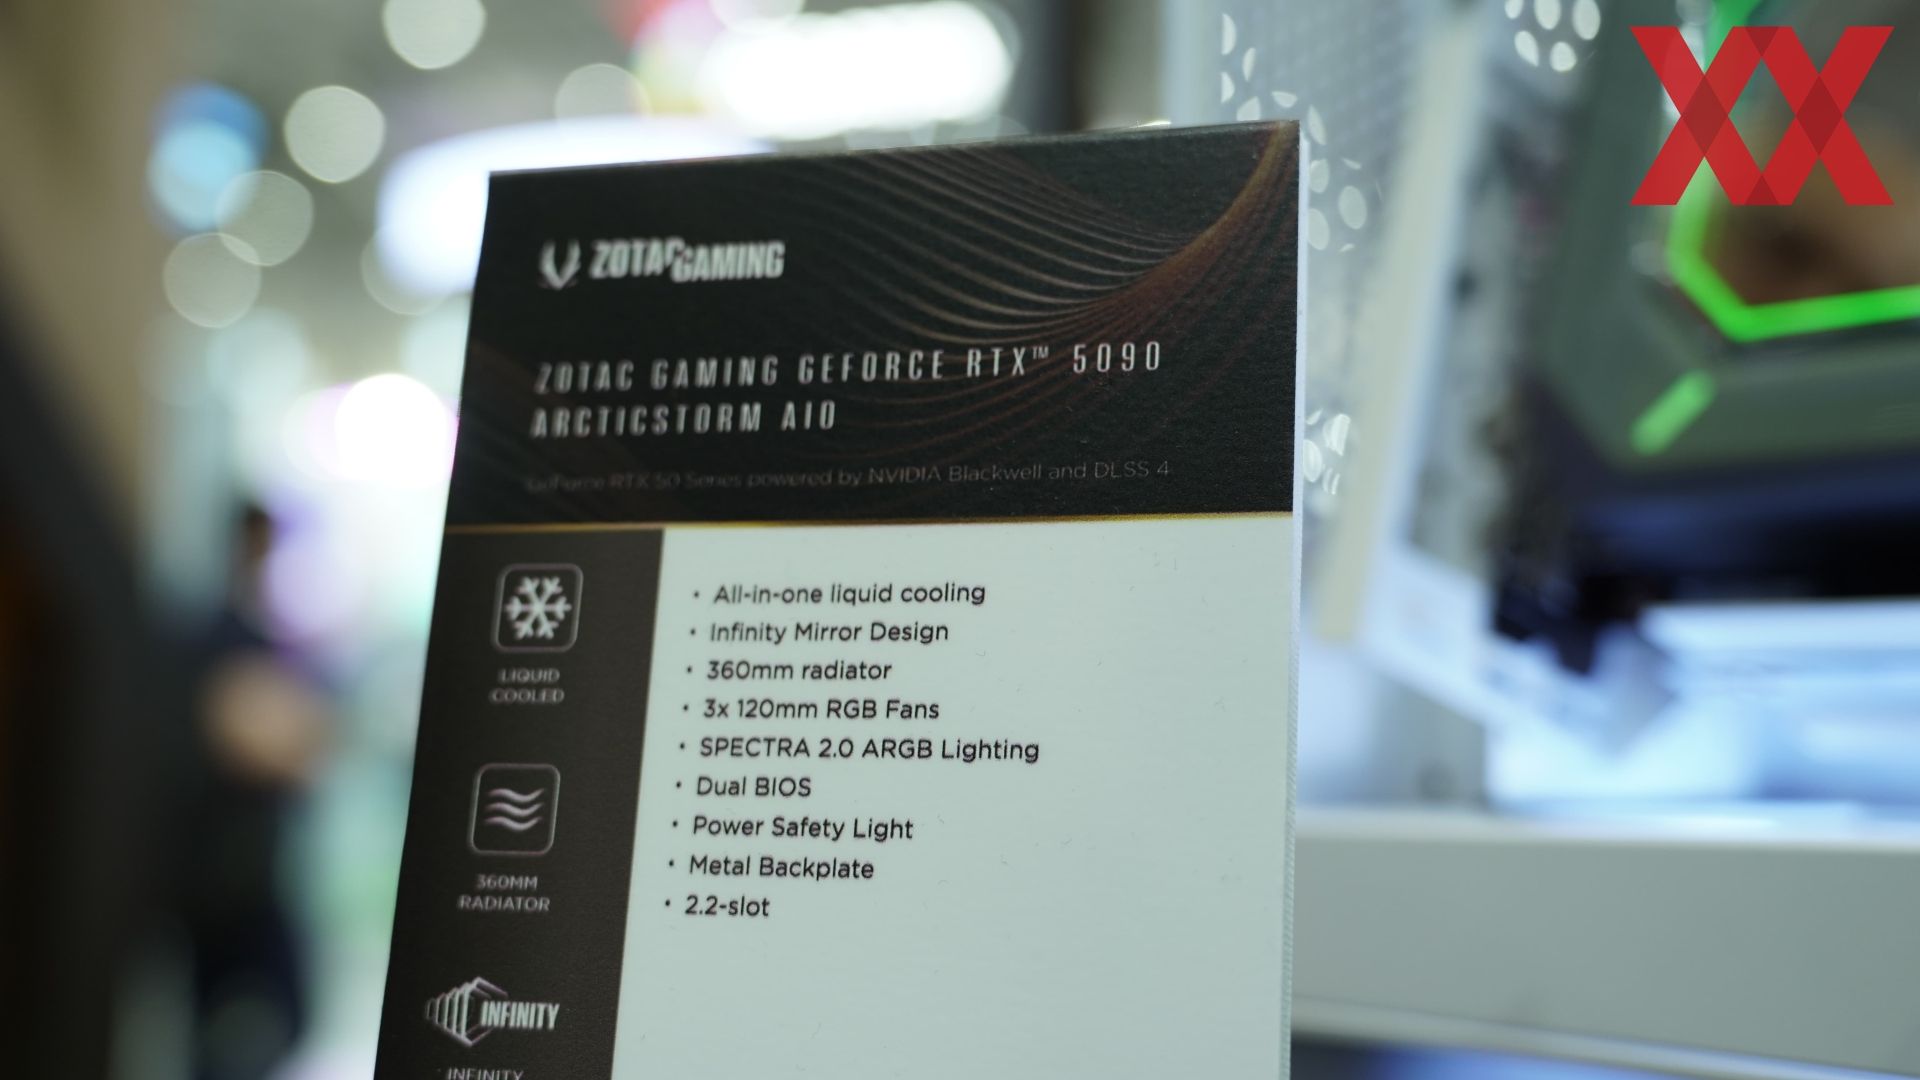 ZOTAC GAMING
ZOTAC GAMING GEFORCE RTX™ 5090
ARCTICSTORM AIO
GeForce RTX 50 Series powered by NVIDIA Blackwell and DLSS 4
LIQUID
COOLED
360MM
RADIATOR
INFINITY
INFINITY
• All-in-one liquid cooling
• Infinity Mirror Design
• 360mm radiator
• 3x 120mm RGB Fans
• SPECTRA 2.0 ARGB Lighting
• Dual BIOS
• Power Safety Light
• Metal Backplate
• 2.2-slot